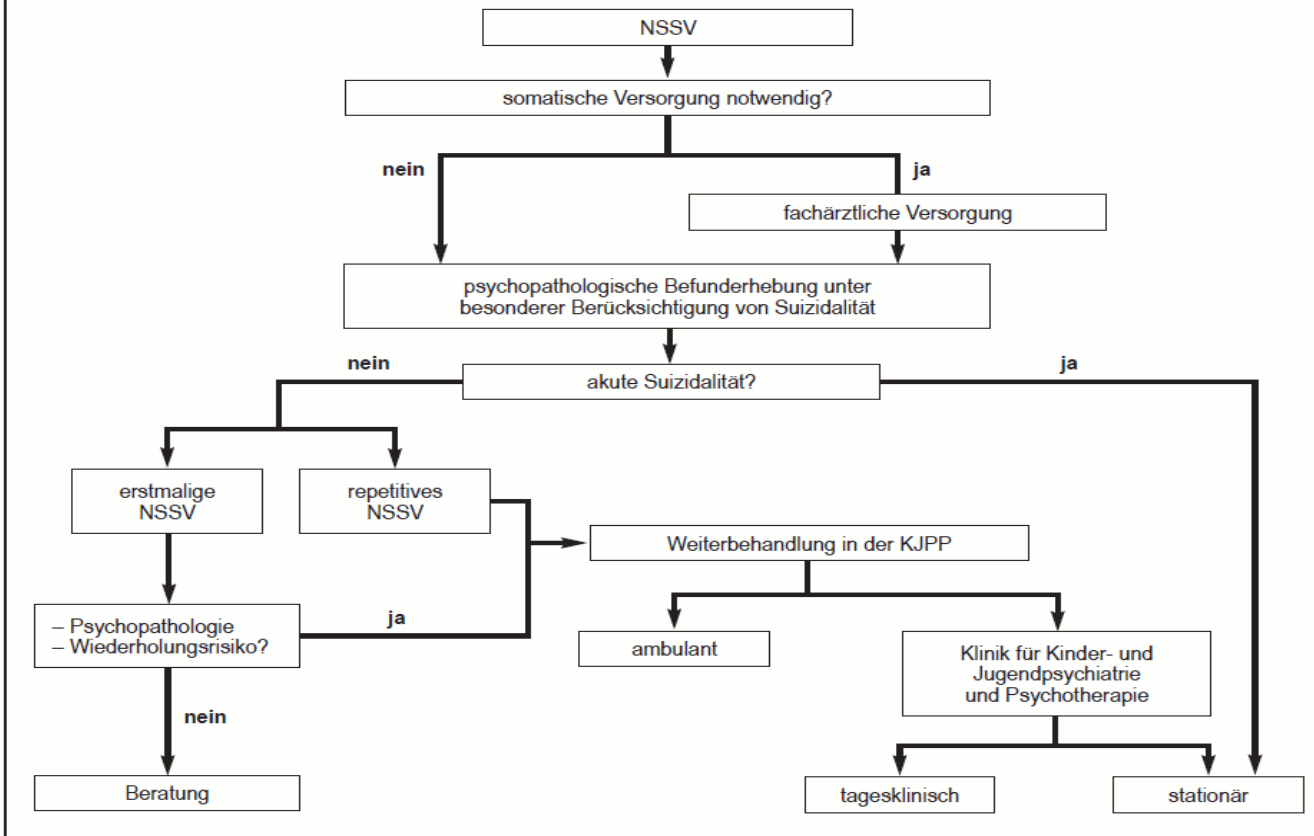 NSSV
somatische Versorgung notwendig?
nein
ja
fachärztliche Versorgung
psychopathologische Befunderhebung unter
besonderer Berücksichtigung von Suizidalität
nein
ja
akute Suizidalität?
erstmalige
NSSV
repetitives
NSSV
Weiterbehandlung in der KJPP
– Psychopathologie
– Wiederholungsrisiko?
ja
ambulant
Klinik für Kinder- und
Jugendpsychiatrie
und Psychotherapie
nein
Beratung
tagesklinisch
stationär